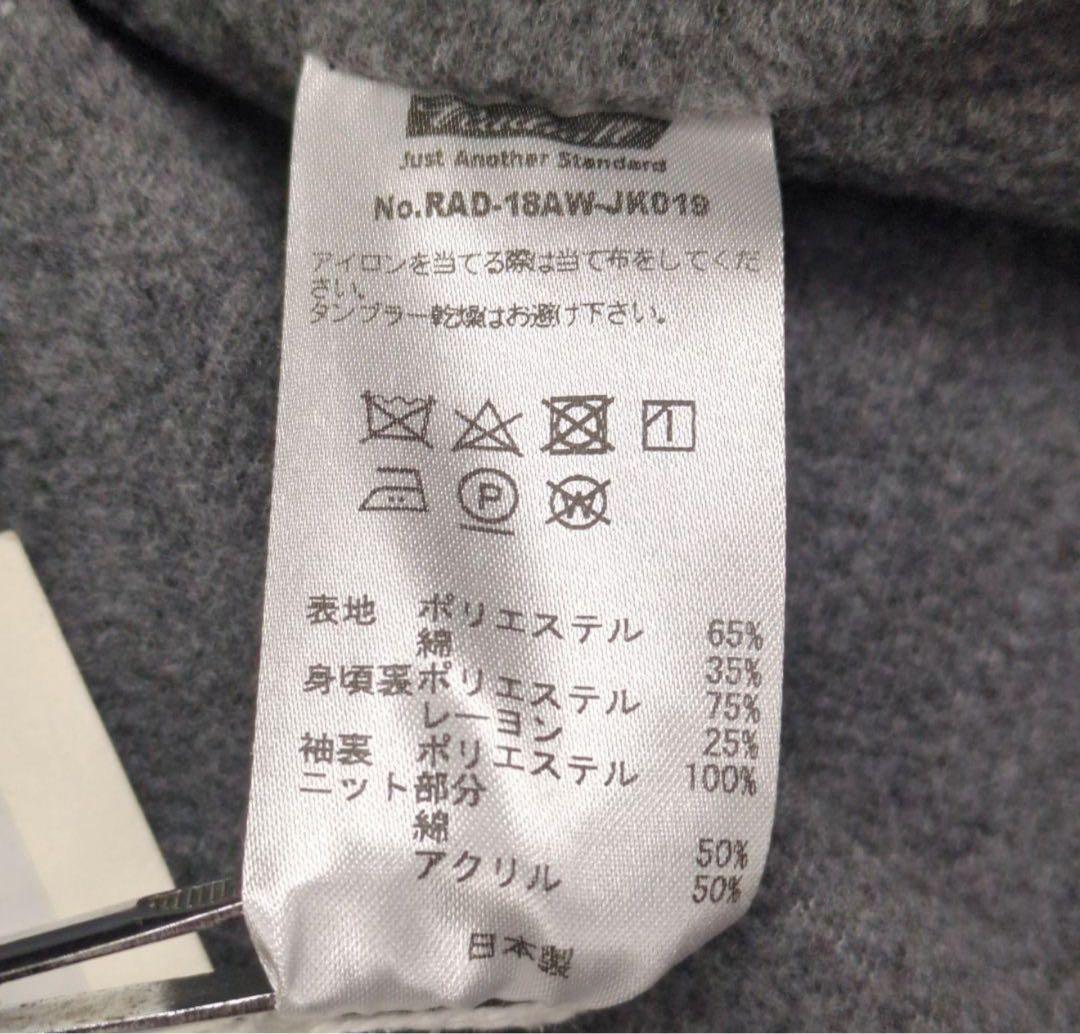 Just Another Standard
No.RAD-18AW-JK019
アイロンを当てる際は当て布をしてくだ
さい。
タンブラー乾燥はお避け下さい。
P
W
表地 ポリエステル 65%
綿 35%
身頃裏 ポリエステル 75%
レーヨン 25%
袖裏 ポリエステル 100%
ニット部分
綿 50%
アクリル 50%
日本製